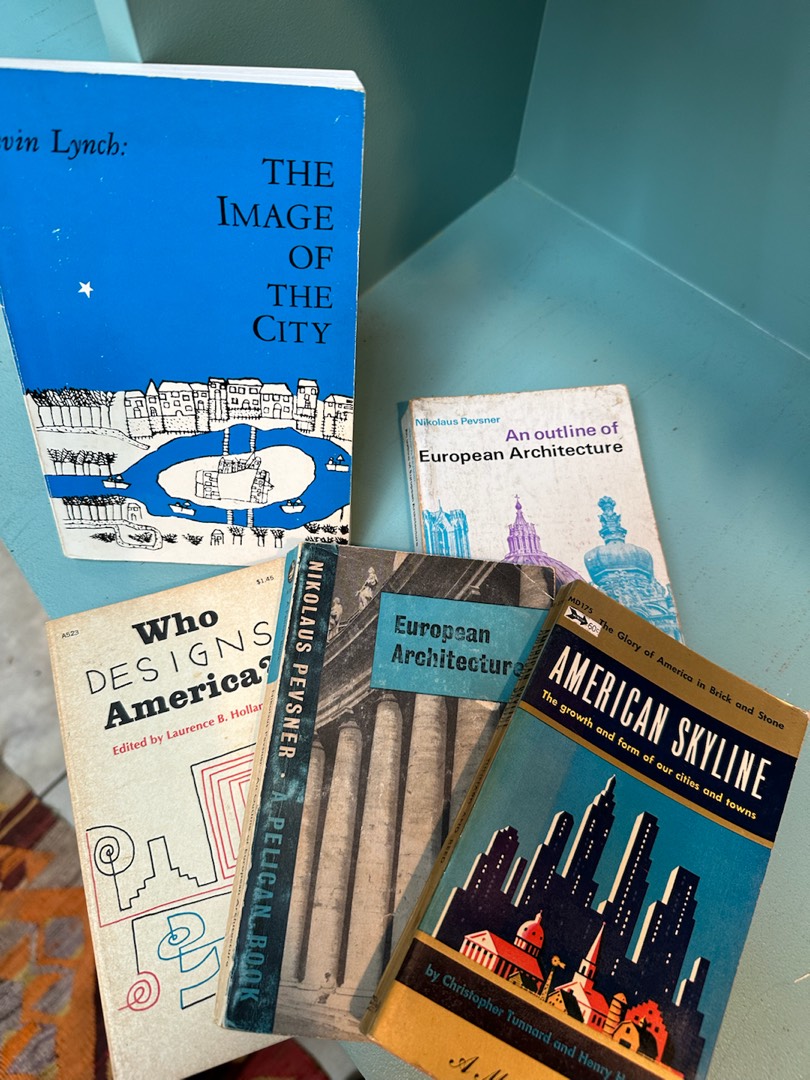 vin Lynch:
THE
IMAGE
OF
THE
CITY
Nikolaus Pevsner
An outline of
European Architecture
A523
$1.45
Who
DESIGNS
America?
Edited by Laurence B. Hollan
NIKOLAUS PEVSNER · A PELICAN BOOK
European
Architecture
MD175
60c
The Glory of America in Brick and Stone
AMERICAN SKYLINE
The growth and form of our cities and towns
by Christopher Tunnard and Henry H
A M